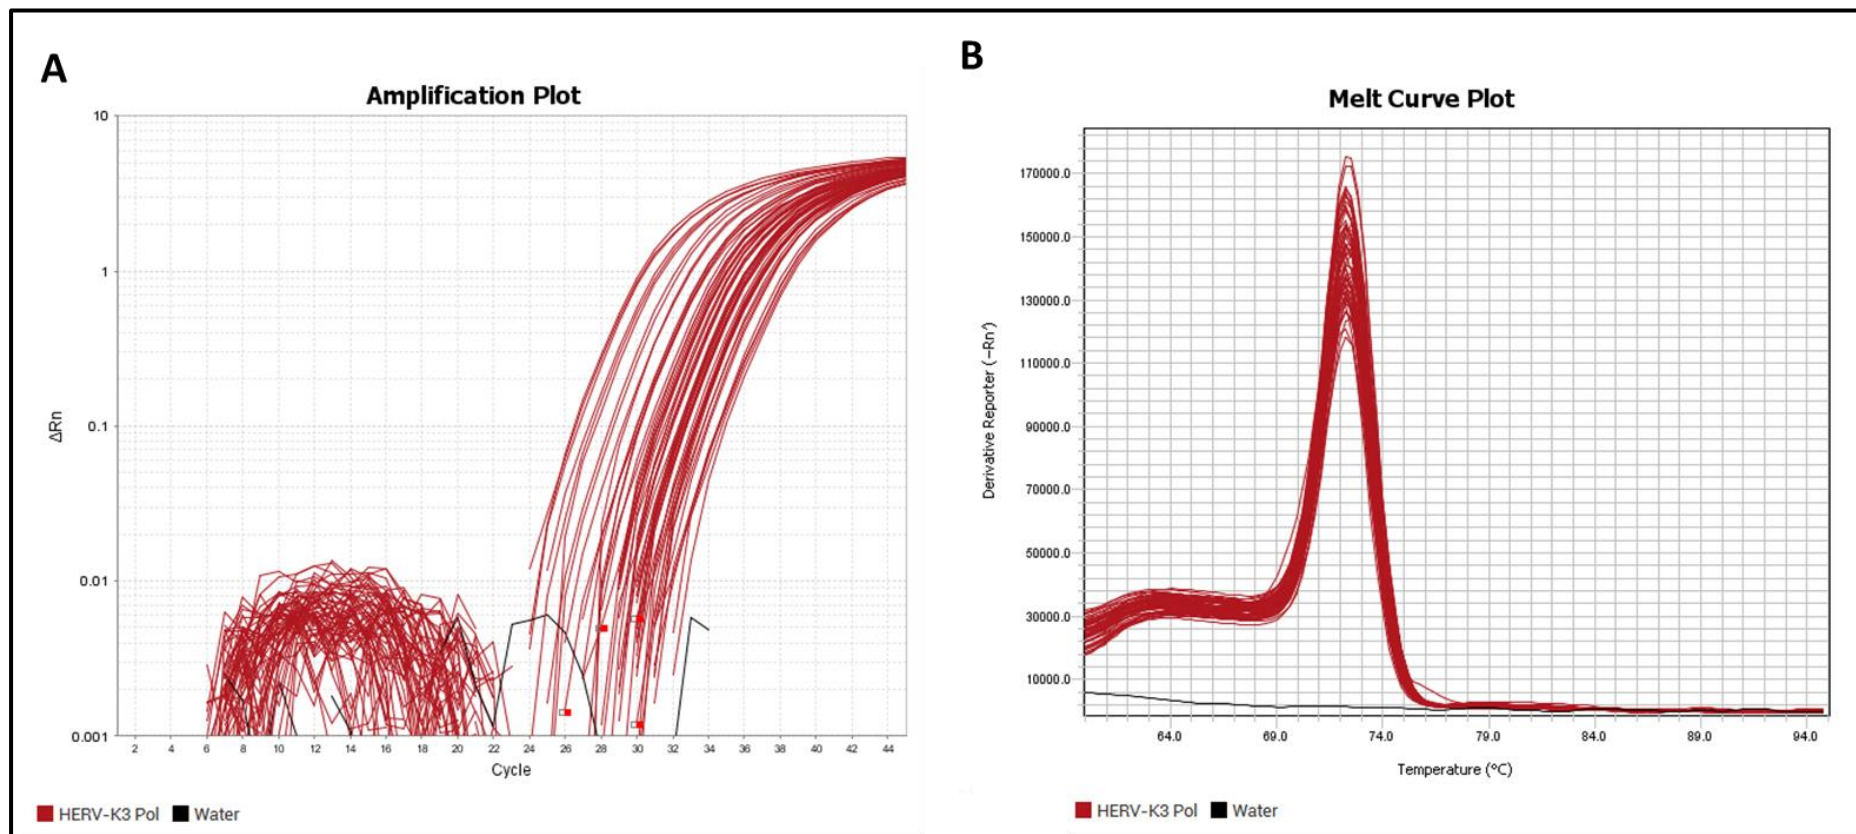 A
Amplification Plot
10
1
0.1
0.01
0.001
ΔRn
2 4 6 8 10 12 14 16 18 20 22 24 26 28 30 32 34 36 38 40 42 44
Cycle
HERV-K3 Pol Water
B
Melt Curve Plot
170000.0
150000.0
130000.0
110000.0
90000.0
70000.0
50000.0
30000.0
10000.0
Derivative Reporter (-Rn')
64.0 69.0 74.0 79.0 84.0 89.0 94.0
Temperature (°C)
HERV-K3 Pol Water